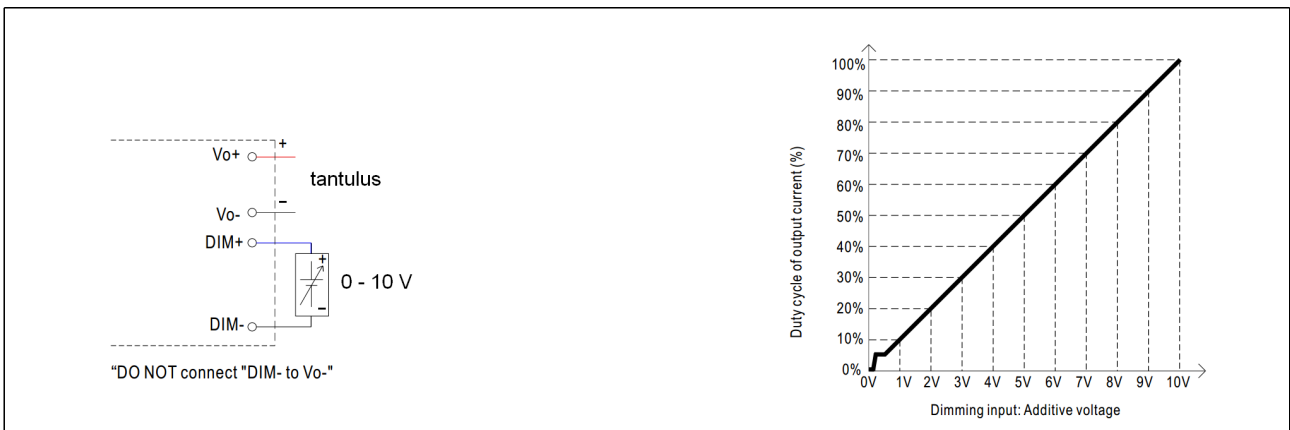 Vo+
+
tantulus
Vo-
−
DIM+
+
0 - 10 V
−
DIM-
“DO NOT connect "DIM- to Vo-"
Duty cycle of output current (%)
100%
90%
80%
70%
60%
50%
40%
30%
20%
10%
0%
0V 1V 2V 3V 4V 5V 6V 7V 8V 9V 10V
Dimming input: Additive voltage